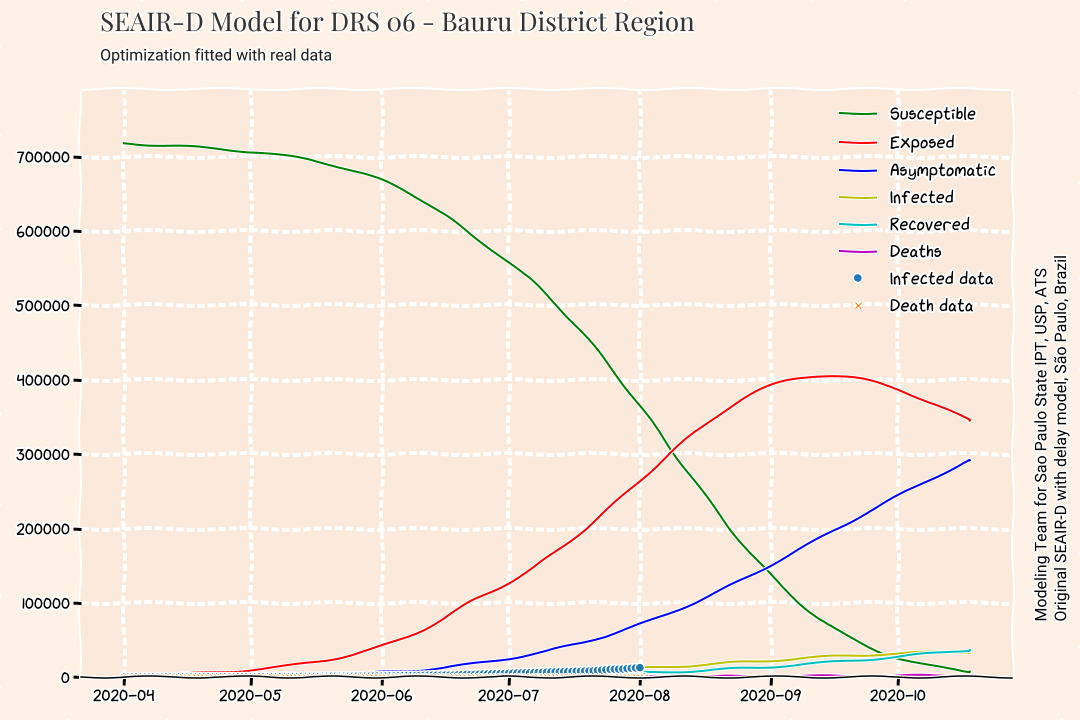 SEAIR-D Model for DRS 06 - Bauru District Region
Optimization fitted with real data
Susceptible
Exposed
Asymptomatic
Infected
Recovered
Deaths
Infected data
Death data
700000
600000
500000
400000
300000
200000
100000
0
2020-04
2020-05
2020-06
2020-07
2020-08
2020-09
2020-10
Modeling Team for Sao Paulo State IPT, USP, ATS
Original SEAIR-D with delay model, São Paulo, Brazil